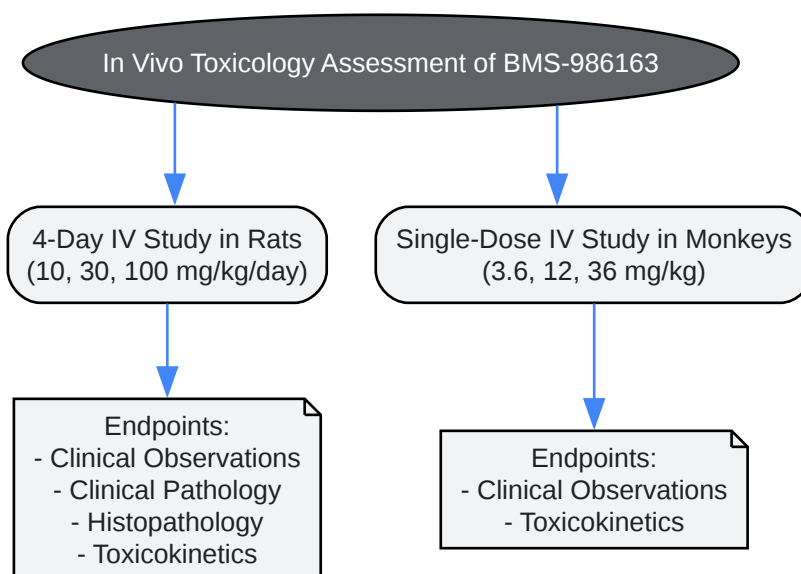 In Vivo Toxicology Assessment of BMS-986163
4-Day IV Study in Rats
(10, 30, 100 mg/kg/day)
Single-Dose IV Study in Monkeys
(3.6, 12, 36 mg/kg)
Endpoints:
- Clinical Observations
- Clinical Pathology
- Histopathology
- Toxicokinetics
Endpoints:
- Clinical Observations
- Toxicokinetics